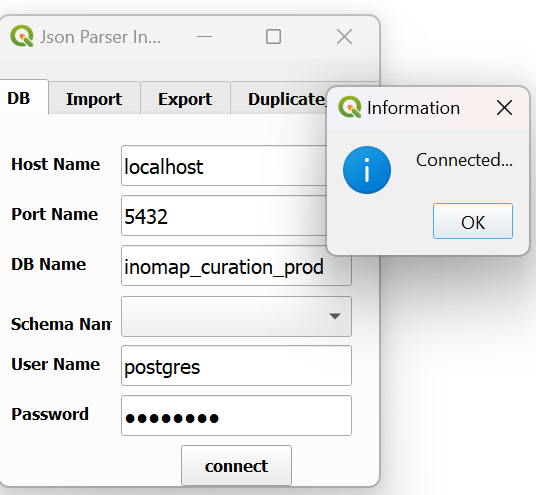 Json Parser In...
DB Import Export Duplicate_
Information
Connected...
OK
Host Name localhost
Port Name 5432
DB Name inomap_curation_prod
Schema Nam
User Name postgres
Password ●●●●●●●●
connect